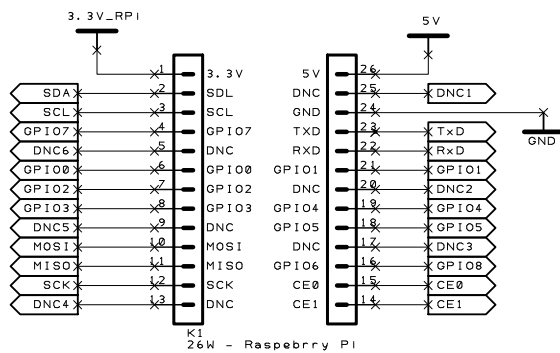 3.3V_RPI
5V
1 3.3V 5V 26
SDA 2 SDL DNC 25 DNC1
SCL 3 SCL GND 24
GPIO7 4 GPIO7 TXD 23 TxD
GND
DNC6 5 DNC RXD 22 RxD
GPIO0 6 GPIO0 GPIO1 21 GPIO1
GPIO2 7 GPIO2 DNC 20 DNC2
GPIO3 8 GPIO3 GPIO4 19 GPIO4
DNC5 9 DNC GPIO5 18 GPIO5
MOSI 10 MOSI DNC 17 DNC3
MISO 11 MISO GPIO6 16 GPIO8
SCK 12 SCK CE0 15 CE0
DNC4 13 DNC CE1 14 CE1
K1
26W - Raspebrry PI